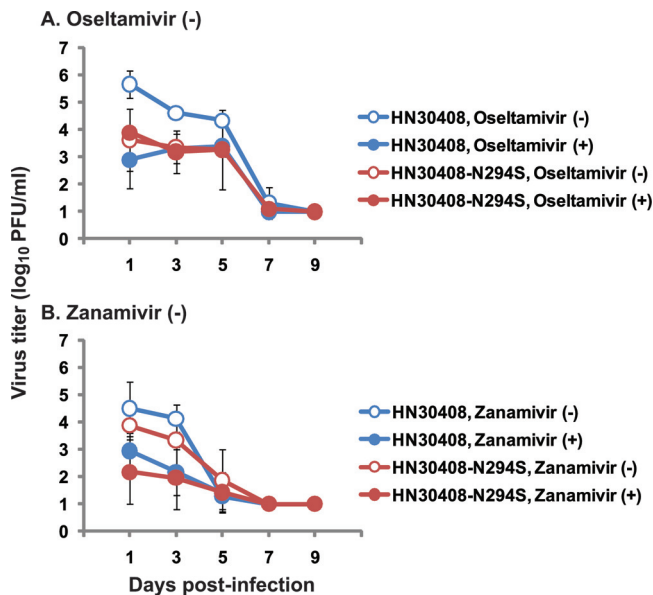 A. Oseltamivir (-)
7
6
5
4
3
2
1
0
1 3 5 7 9
HN30408, Oseltamivir (-)
HN30408, Oseltamivir (+)
HN30408-N294S, Oseltamivir (-)
HN30408-N294S, Oseltamivir (+)
Virus titer (log₁₀ PFU/ml)
B. Zanamivir (-)
7
6
5
4
3
2
1
0
1 3 5 7 9
HN30408, Zanamivir (-)
HN30408, Zanamivir (+)
HN30408-N294S, Zanamivir (-)
HN30408-N294S, Zanamivir (+)
Days post-infection